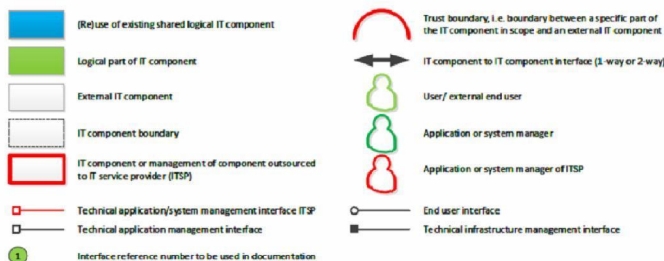 (Re)use of existing shared logical IT component
Logical part of IT component
External IT component
IT component boundary
IT component or management of component outsourced
to IT service provider (ITSP)
Technical application/system management interface ITSP
Technical application management interface
1 Interface reference number to be used in documentation
Trust boundary, i.e. boundary between a specific part of
the IT component in scope and an external IT component
IT component to IT component interface (1-way or 2-way)
User/ external end user
Application or system manager
Application or system manager of ITSP
End user interface
Technical infrastructure management interface